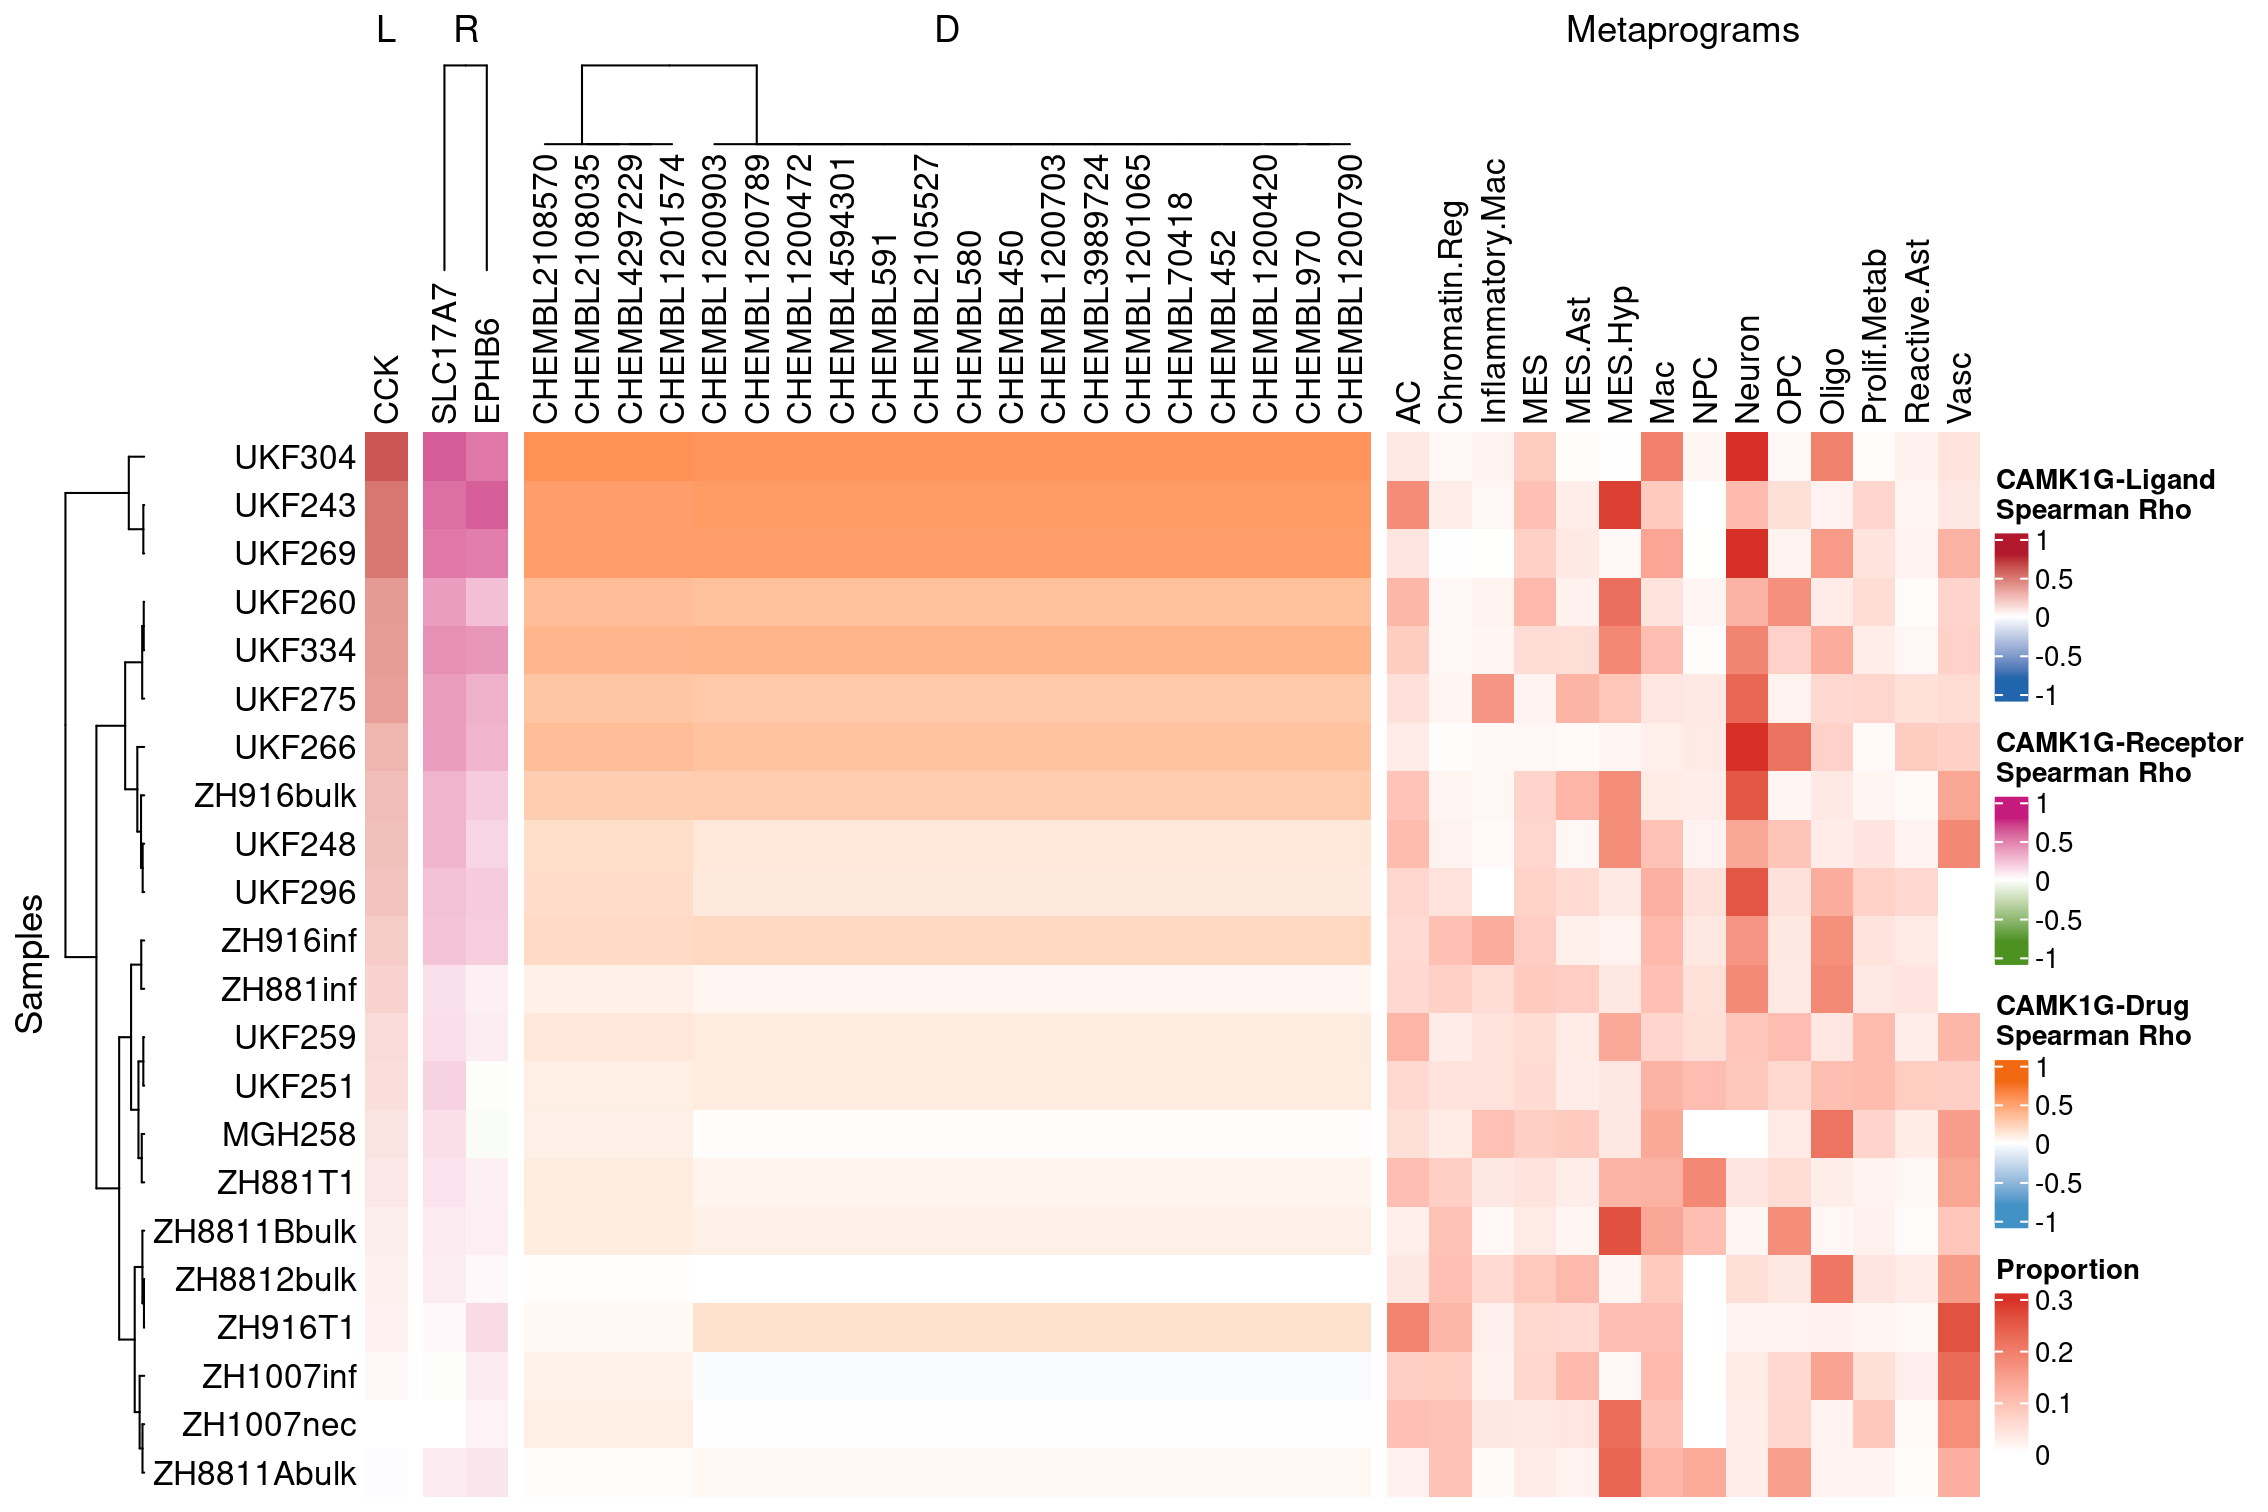 L
R
D
Metaprograms
CCK
SLC17A7
EPHB6
CHEMBL2108570
CHEMBL2108035
CHEMBL4297229
CHEMBL1201574
CHEMBL1200903
CHEMBL1200789
CHEMBL1200472
CHEMBL4594301
CHEMBL591
CHEMBL2105527
CHEMBL580
CHEMBL450
CHEMBL1200703
CHEMBL3989724
CHEMBL1201065
CHEMBL70418
CHEMBL452
CHEMBL1200420
CHEMBL970
CHEMBL1200790
AC
Chromatin.Reg
Inflammatory.Mac
MES
MES.Ast
MES.Hyp
Mac
NPC
Neuron
OPC
Oligo
Prolif.Metab
Reactive.Ast
Vasc
Samples
UKF304
UKF243
UKF269
UKF260
UKF334
UKF275
UKF266
ZH916bulk
UKF248
UKF296
ZH916inf
ZH881inf
UKF259
UKF251
MGH258
ZH881T1
ZH8811Bbulk
ZH8812bulk
ZH916T1
ZH1007inf
ZH1007nec
ZH8811Abulk
CAMK1G-Ligand
Spearman Rho
1
0.5
0
-0.5
-1
CAMK1G-Receptor
Spearman Rho
1
0.5
0
-0.5
-1
CAMK1G-Drug
Spearman Rho
1
0.5
0
-0.5
-1
Proportion
0.3
0.2
0.1
0